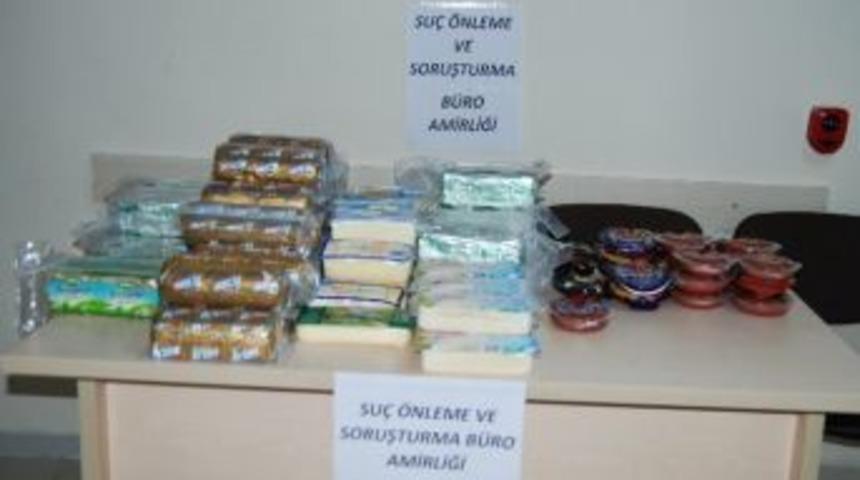 SUÇ ÖNLEME
VE
SORUŞTURMA
BÜRO
AMİRLİĞİ
SUÇ ÖNLEME VE
SORUŞTURMA BÜRO
AMİRLİĞİ